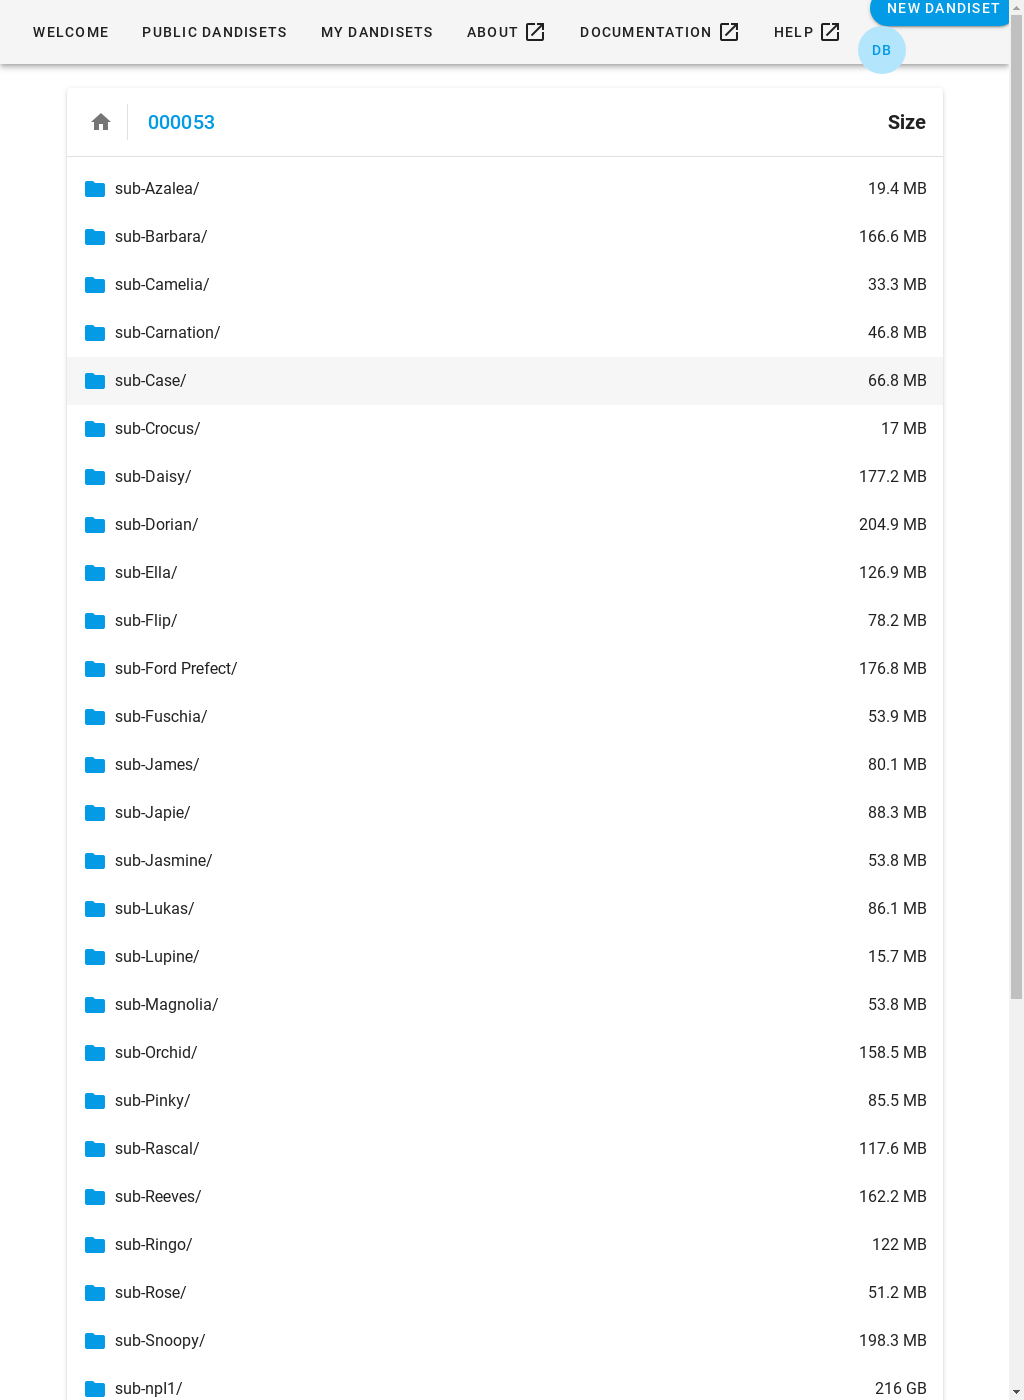 WELCOME PUBLIC DANDISETS MY DANDISETS ABOUT DOCUMENTATION HELP NEW DANDISET
DB
000053 Size
sub-Azalea/ 19.4 MB
sub-Barbara/ 166.6 MB
sub-Camelia/ 33.3 MB
sub-Carnation/ 46.8 MB
sub-Case/ 66.8 MB
sub-Crocus/ 17 MB
sub-Daisy/ 177.2 MB
sub-Dorian/ 204.9 MB
sub-Ella/ 126.9 MB
sub-Flip/ 78.2 MB
sub-Ford Prefect/ 176.8 MB
sub-Fuschia/ 53.9 MB
sub-James/ 80.1 MB
sub-Japie/ 88.3 MB
sub-Jasmine/ 53.8 MB
sub-Lukas/ 86.1 MB
sub-Lupine/ 15.7 MB
sub-Magnolia/ 53.8 MB
sub-Orchid/ 158.5 MB
sub-Pinky/ 85.5 MB
sub-Rascal/ 117.6 MB
sub-Reeves/ 162.2 MB
sub-Ringo/ 122 MB
sub-Rose/ 51.2 MB
sub-Snoopy/ 198.3 MB
sub-npI1/ 216 GB